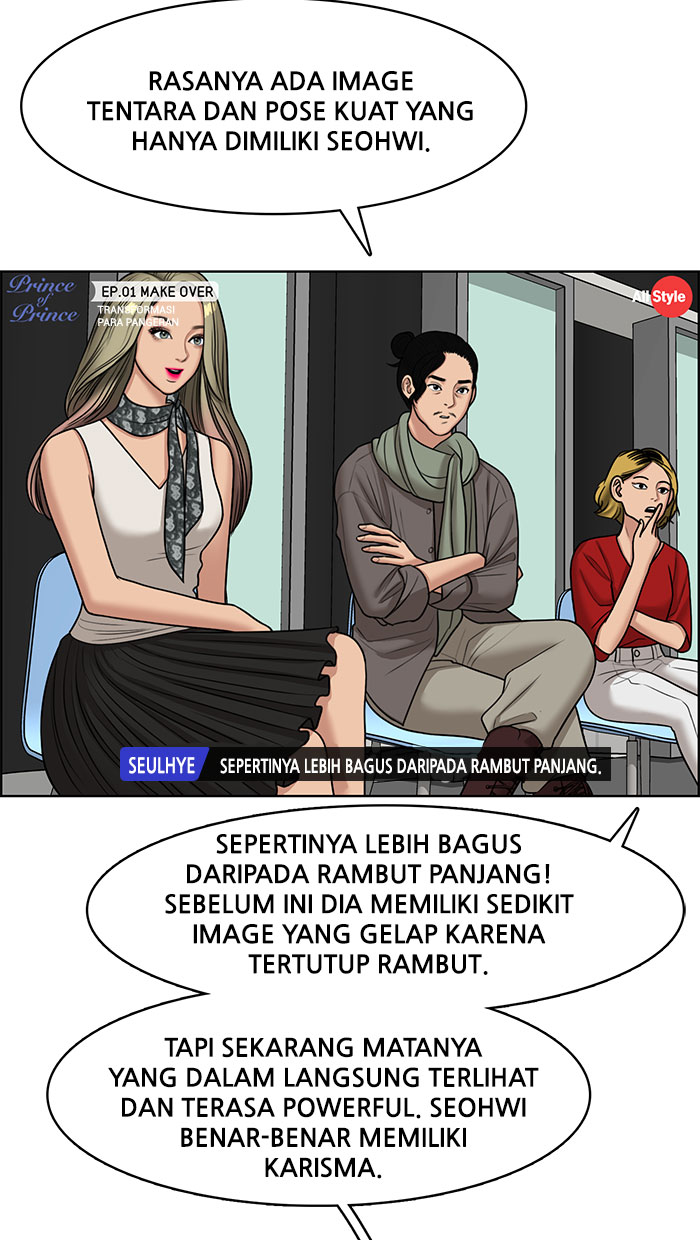 RASANYA ADA IMAGE
TENTARA DAN POSE KUAT YANG
HANYA DIMILIKI SEOHWI.
Prince
of
Prince
EP.01 MAKE OVER
TRANSFORMASI
PARA PANGERAN
All Style
SEULHYE SEPERTINYA LEBIH BAGUS DARIPADA RAMBUT PANJANG.
SEPERTINYA LEBIH BAGUS
DARIPADA RAMBUT PANJANG!
SEBELUM INI DIA MEMILIKI SEDIKIT
IMAGE YANG GELAP KARENA
TERTUTUP RAMBUT.
TAPI SEKARANG MATANYA
YANG DALAM LANGSUNG TERLIHAT
DAN TERASA POWERFUL. SEOHWI
BENAR-BENAR MEMILIKI
KARISMA.